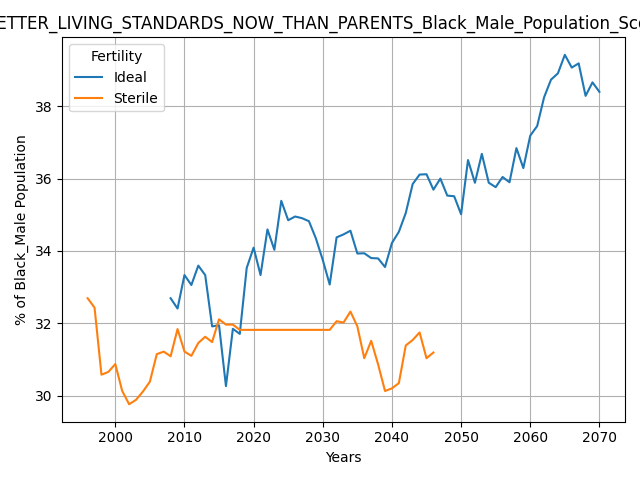 ETTER_LIVING_STANDARDS_NOW_THAN_PARENTS_Black_Male_Population_Sc
Fertility
Ideal
Sterile
% of Black_Male Population
38
36
34
32
30
2000 2010 2020 2030 2040 2050 2060 2070
Years